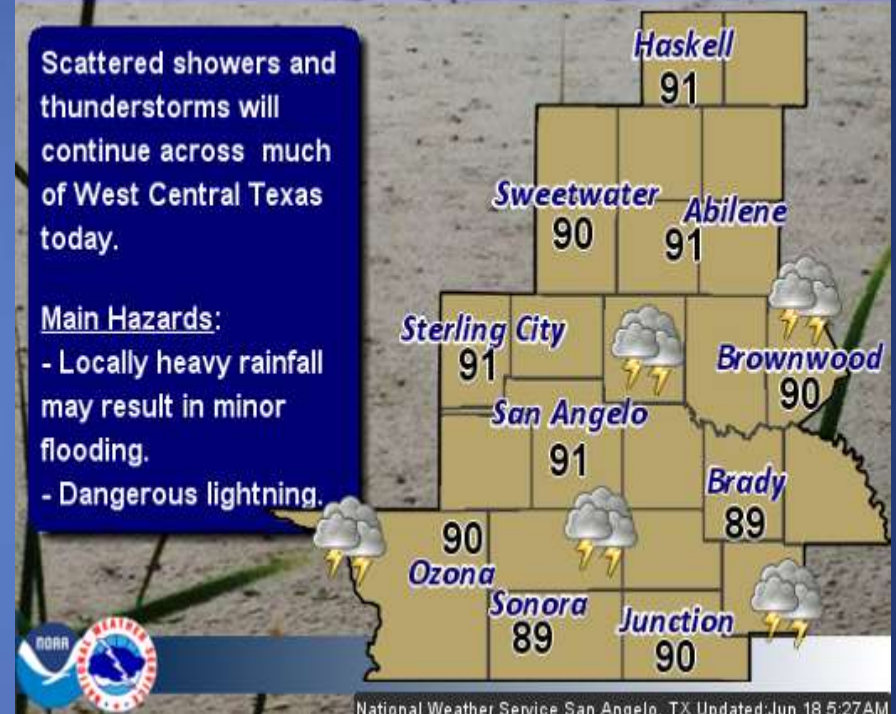 Scattered showers and
thunderstorms will
continue across much
of West Central Texas
today.
Main Hazards:
- Locally heavy rainfall
may result in minor
flooding.
- Dangerous lightning.
Haskell
91
Sweetwater
90
Abilene
91
Sterling City
91
Brownwood
90
San Angelo
91
Brady
89
90
Ozona
Sonora
89
Junction
90
NOAA
NATIONAL WEATHER SERVICE
National Weather Service San Angelo, TX Updated:Jun 18 5:27AM